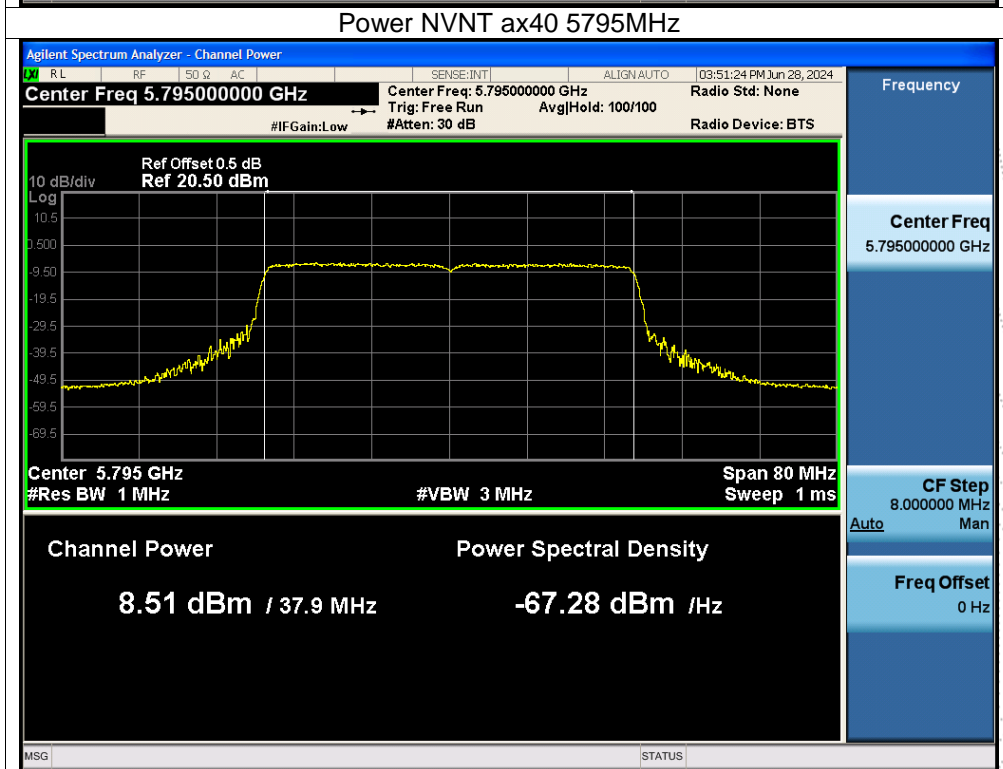 Power NVNT ax40 5795MHz
Agilent Spectrum Analyzer - Channel Power
LXI RL RF 50 Ω AC SENSE:INT ALIGN AUTO 03:51:24 PM Jun 28, 2024
Center Freq 5.795000000 GHz
Center Freq: 5.795000000 GHz Radio Std: None
Trig: Free Run Avg|Hold: 100/100
#IFGain:Low #Atten: 30 dB Radio Device: BTS
Ref Offset 0.5 dB
10 dB/div Ref 20.50 dBm
Log
10.5
0.500
-9.50
-19.5
-29.5
-39.5
-49.5
-59.5
-69.5
Center 5.795 GHz Span 80 MHz
#Res BW 1 MHz #VBW 3 MHz Sweep 1 ms
Channel Power Power Spectral Density
8.51 dBm / 37.9 MHz -67.28 dBm /Hz
Frequency
Center Freq
5.795000000 GHz
CF Step
8.000000 MHz
Auto Man
Freq Offset
0 Hz
MSG STATUS